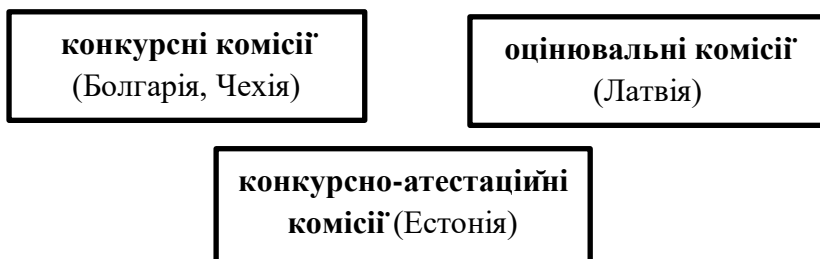 конкурсні комісії
(Болгарія, Чехія)
оцінювальні комісії
(Латвія)
конкурсно-атестаційні
комісії (Естонія)